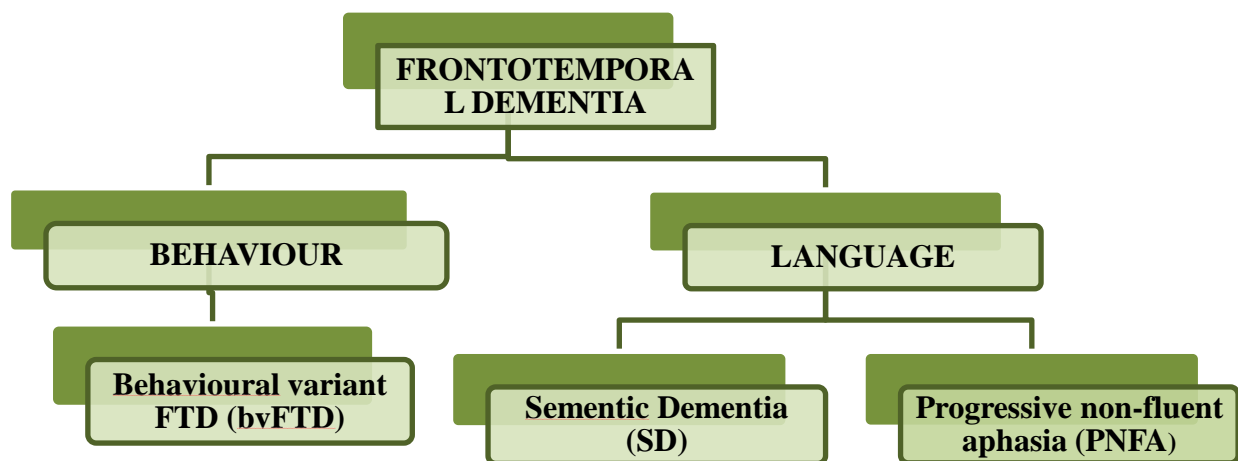 FRONTOTEMPORA
L DEMENTIA
BEHAVIOUR
LANGUAGE
Behavioural variant
FTD (bvFTD)
Sementic Dementia
(SD)
Progressive non-fluent
aphasia (PNFA)